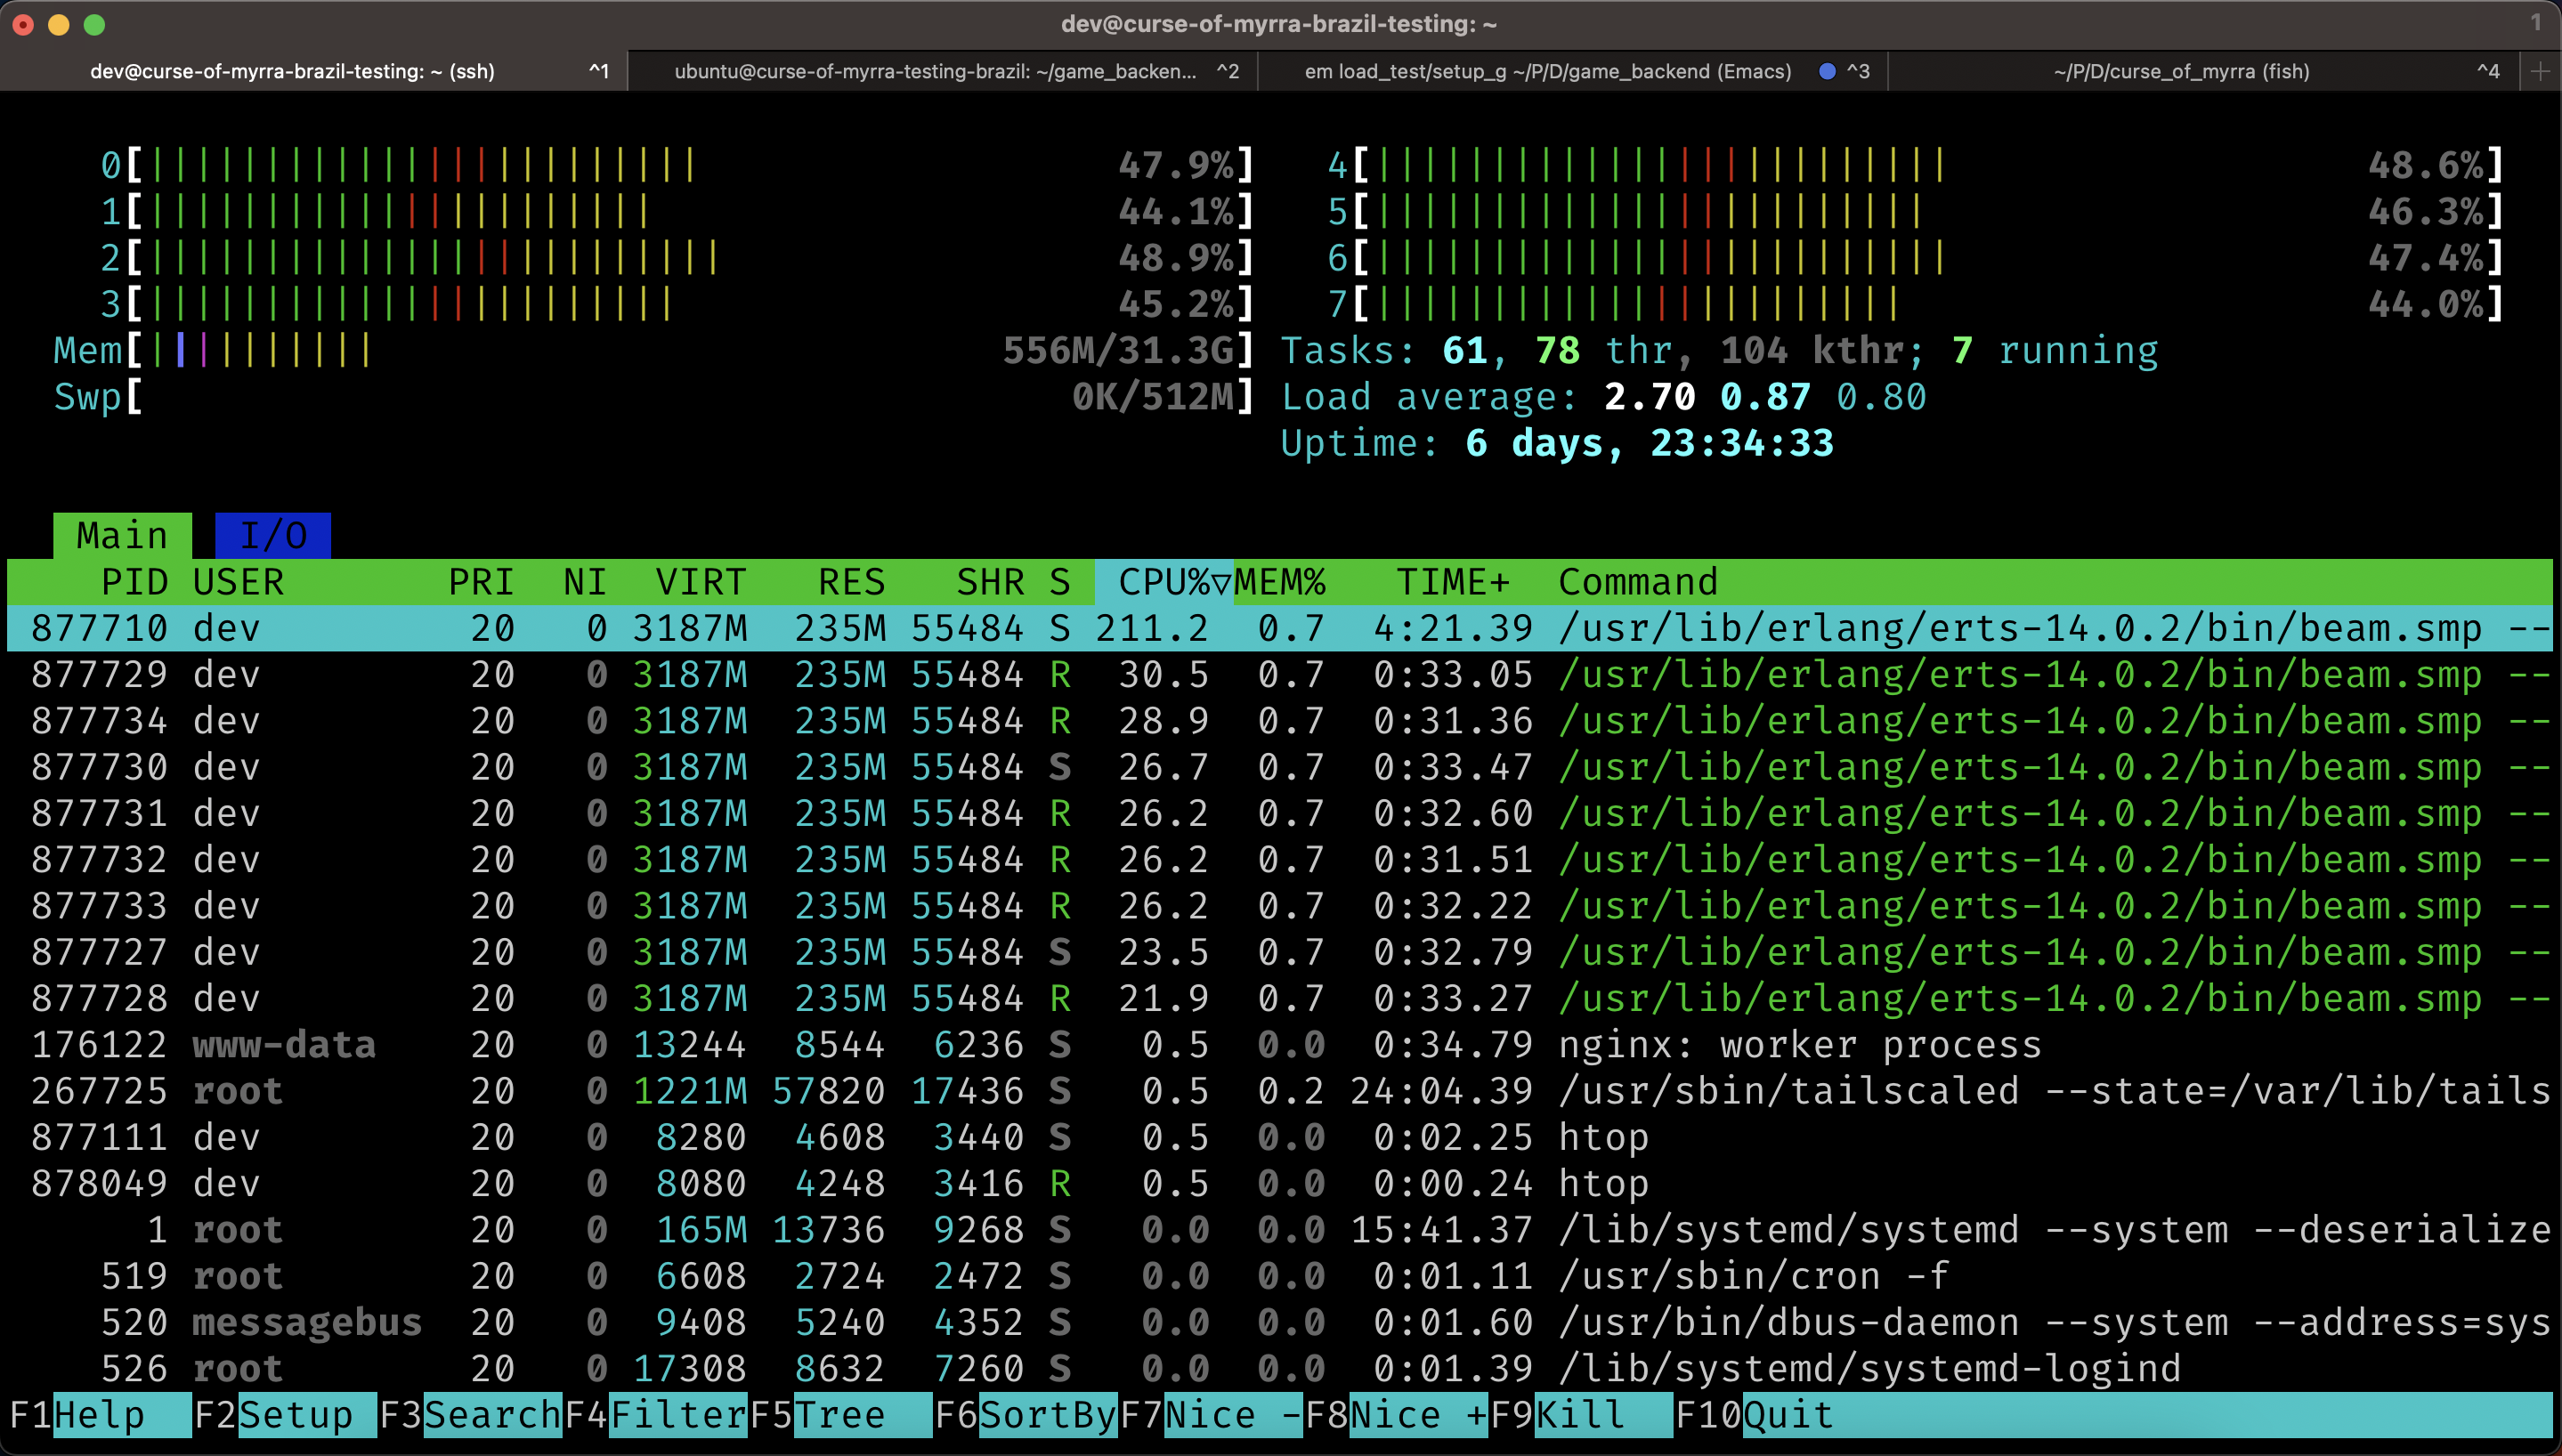 dev@curse-of-myrra-brazil-testing: ~ 1
dev@curse-of-myrra-brazil-testing: ~ (ssh) ^1 ubuntu@curse-of-myrra-testing-brazil: ~/game_backen... ^2 em load_test/setup_g ~/P/D/game_backend (Emacs) ^3 ~/P/D/curse_of_myrra (fish) ^4
0[ 47.9%] 4[ 48.6%]
1[ 44.1%] 5[ 46.3%]
2[ 48.9%] 6[ 47.4%]
3[ 45.2%] 7[ 44.0%]
Mem[ 556M/31.3G] Tasks: 61, 78 thr, 104 kthr; 7 running
Swp[ 0K/512M] Load average: 2.70 0.87 0.80
Uptime: 6 days, 23:34:33
Main I/O
PID USER PRI NI VIRT RES SHR S CPU%▽MEM% TIME+ Command
877710 dev 20 0 3187M 235M 55484 S 211.2 0.7 4:21.39 /usr/lib/erlang/erts-14.0.2/bin/beam.smp --
877729 dev 20 0 3187M 235M 55484 R 30.5 0.7 0:33.05 /usr/lib/erlang/erts-14.0.2/bin/beam.smp --
877734 dev 20 0 3187M 235M 55484 R 28.9 0.7 0:31.36 /usr/lib/erlang/erts-14.0.2/bin/beam.smp --
877730 dev 20 0 3187M 235M 55484 S 26.7 0.7 0:33.47 /usr/lib/erlang/erts-14.0.2/bin/beam.smp --
877731 dev 20 0 3187M 235M 55484 R 26.2 0.7 0:32.60 /usr/lib/erlang/erts-14.0.2/bin/beam.smp --
877732 dev 20 0 3187M 235M 55484 R 26.2 0.7 0:31.51 /usr/lib/erlang/erts-14.0.2/bin/beam.smp --
877733 dev 20 0 3187M 235M 55484 R 26.2 0.7 0:32.22 /usr/lib/erlang/erts-14.0.2/bin/beam.smp --
877727 dev 20 0 3187M 235M 55484 S 23.5 0.7 0:32.79 /usr/lib/erlang/erts-14.0.2/bin/beam.smp --
877728 dev 20 0 3187M 235M 55484 R 21.9 0.7 0:33.27 /usr/lib/erlang/erts-14.0.2/bin/beam.smp --
176122 www-data 20 0 13244 8544 6236 S 0.5 0.0 0:34.79 nginx: worker process
267725 root 20 0 1221M 57820 17436 S 0.5 0.2 24:04.39 /usr/sbin/tailscaled --state=/var/lib/tails
877111 dev 20 0 8280 4608 3440 S 0.5 0.0 0:02.25 htop
878049 dev 20 0 8080 4248 3416 R 0.5 0.0 0:00.24 htop
1 root 20 0 165M 13736 9268 S 0.0 0.0 15:41.37 /lib/systemd/systemd --system --deserialize
519 root 20 0 6608 2724 2472 S 0.0 0.0 0:01.11 /usr/sbin/cron -f
520 messagebus 20 0 9408 5240 4352 S 0.0 0.0 0:01.60 /usr/bin/dbus-daemon --system --address=sys
526 root 20 0 17308 8632 7260 S 0.0 0.0 0:01.39 /lib/systemd/systemd-logind
F1Help F2Setup F3SearchF4FilterF5Tree F6SortByF7Nice -F8Nice +F9Kill F10Quit